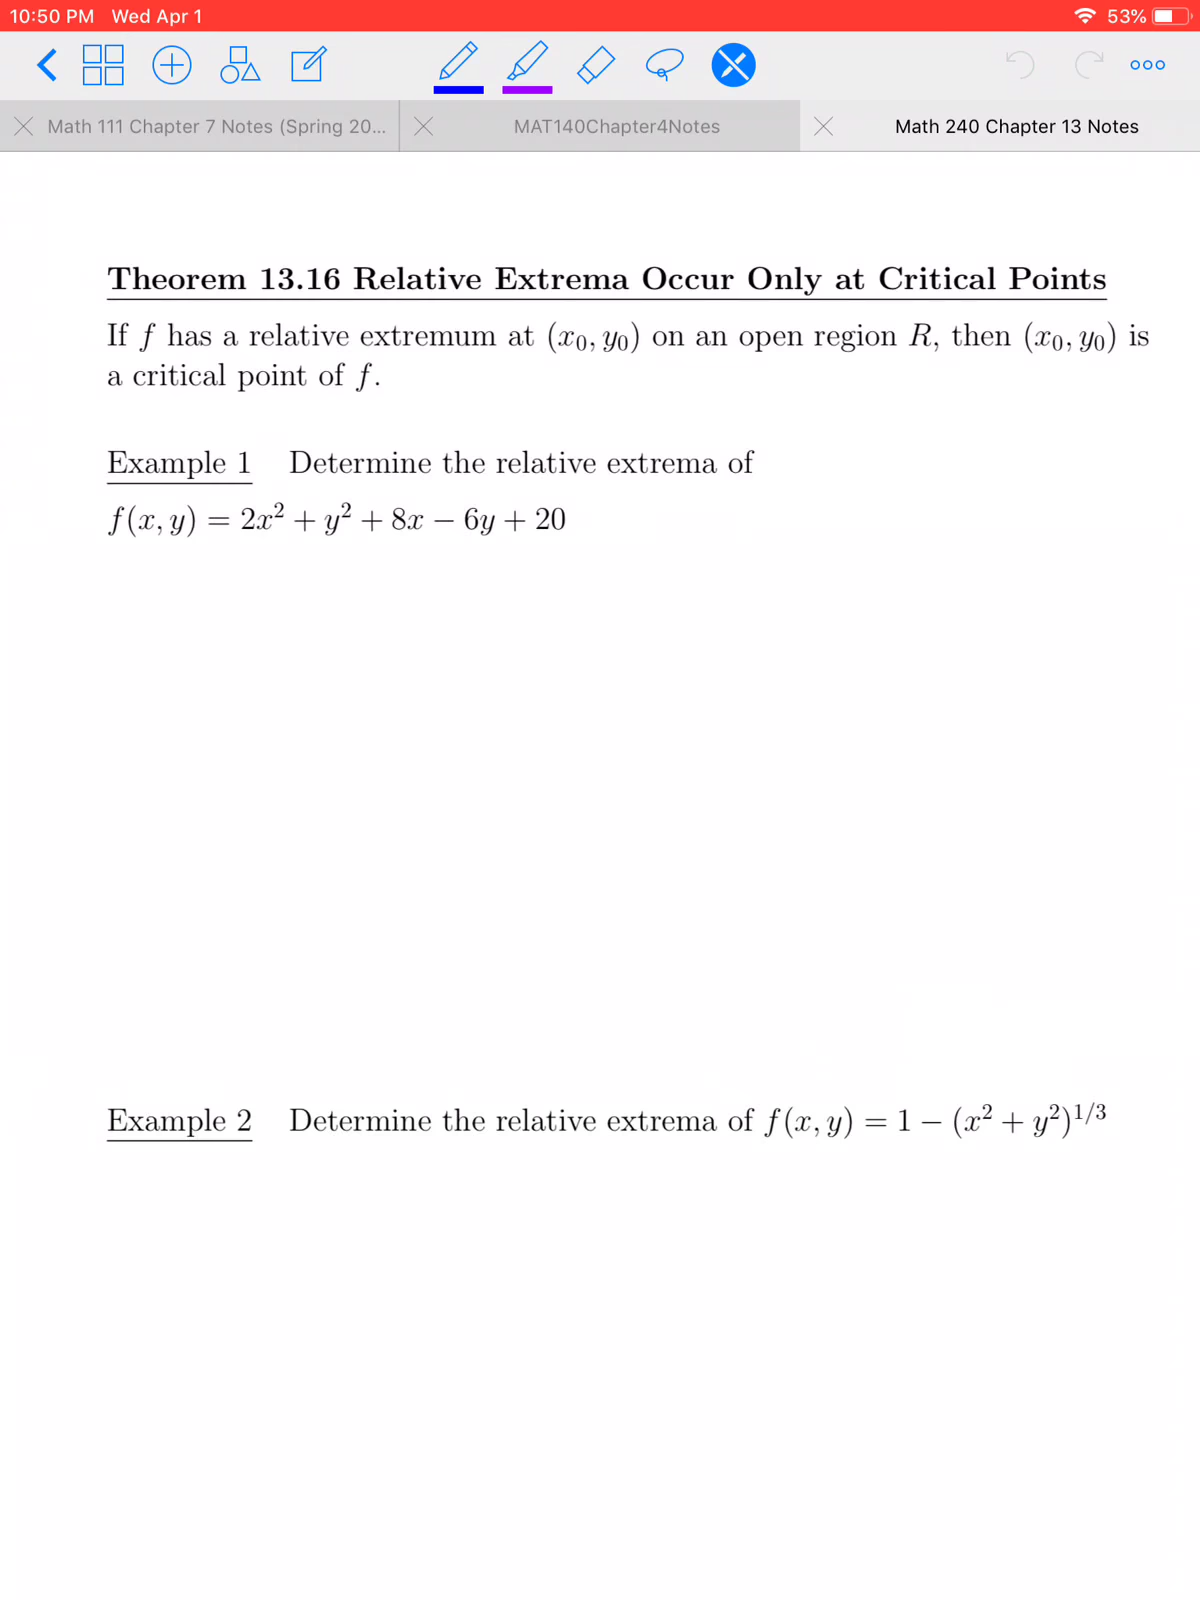 10:50 PM Wed Apr 1 53%
Math 111 Chapter 7 Notes (Spring 20... MAT140Chapter4Notes Math 240 Chapter 13 Notes
Theorem 13.16 Relative Extrema Occur Only at Critical Points
If f has a relative extremum at (x₀, y₀) on an open region R, then (x₀, y₀) is
a critical point of f.
Example 1 Determine the relative extrema of
f(x, y) = 2x² + y² + 8x − 6y + 20
Example 2 Determine the relative extrema of f(x, y) = 1 − (x² + y²)^{1/3}